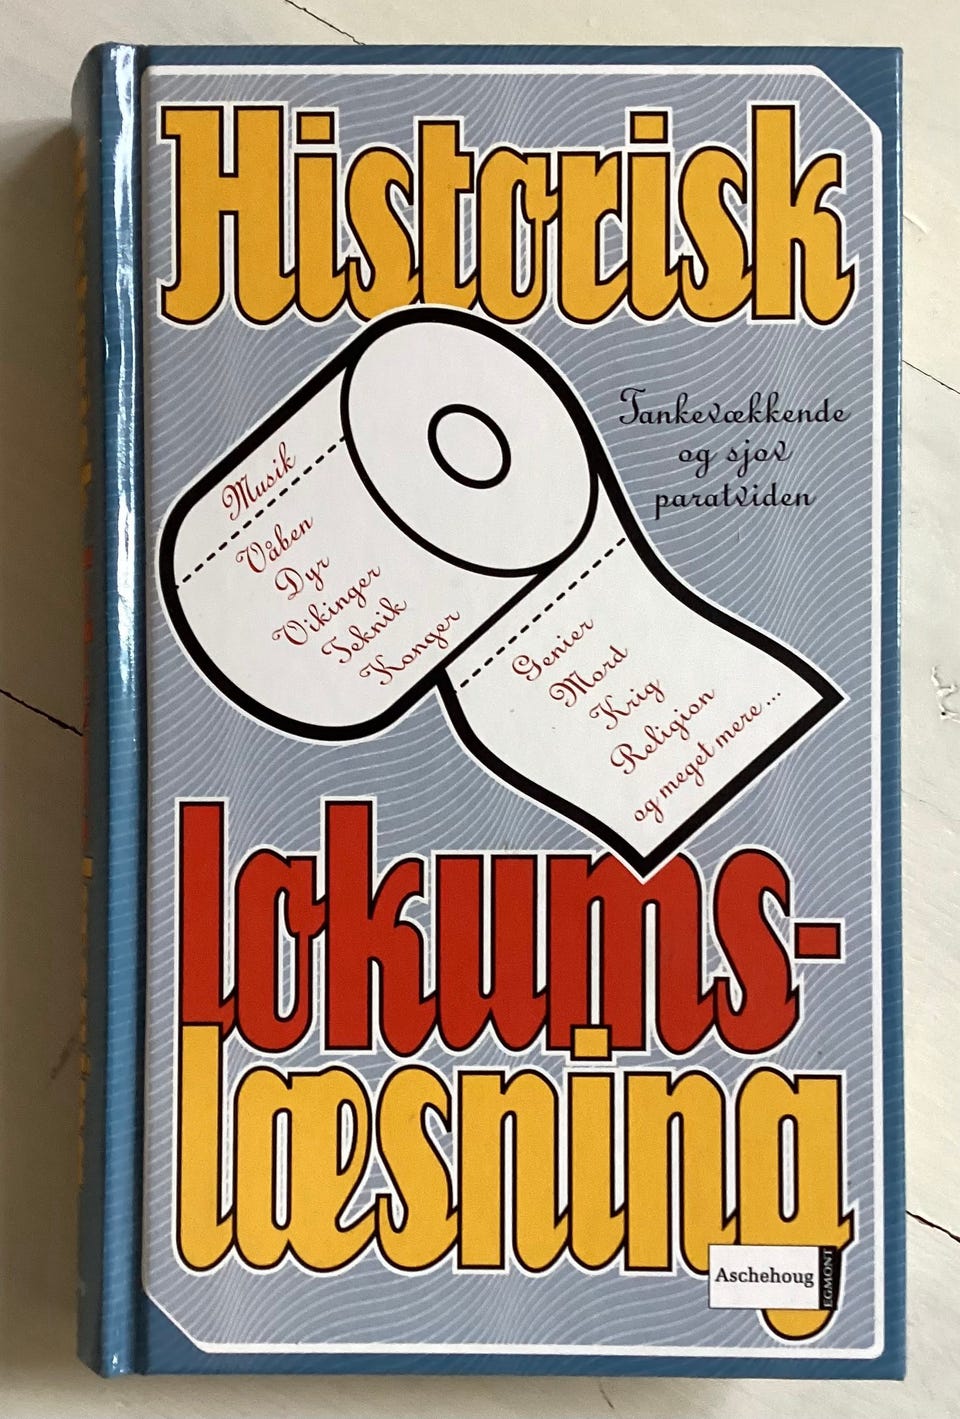 Historisk
Tankevækkende
og sjov
paratviden
Musik
Våben
Dyr
Vikinger
Teknik
Konger
Genier
Mord
Krig
Religion
og meget mere...
lokums-
læsning
Aschehoug
EGMONT